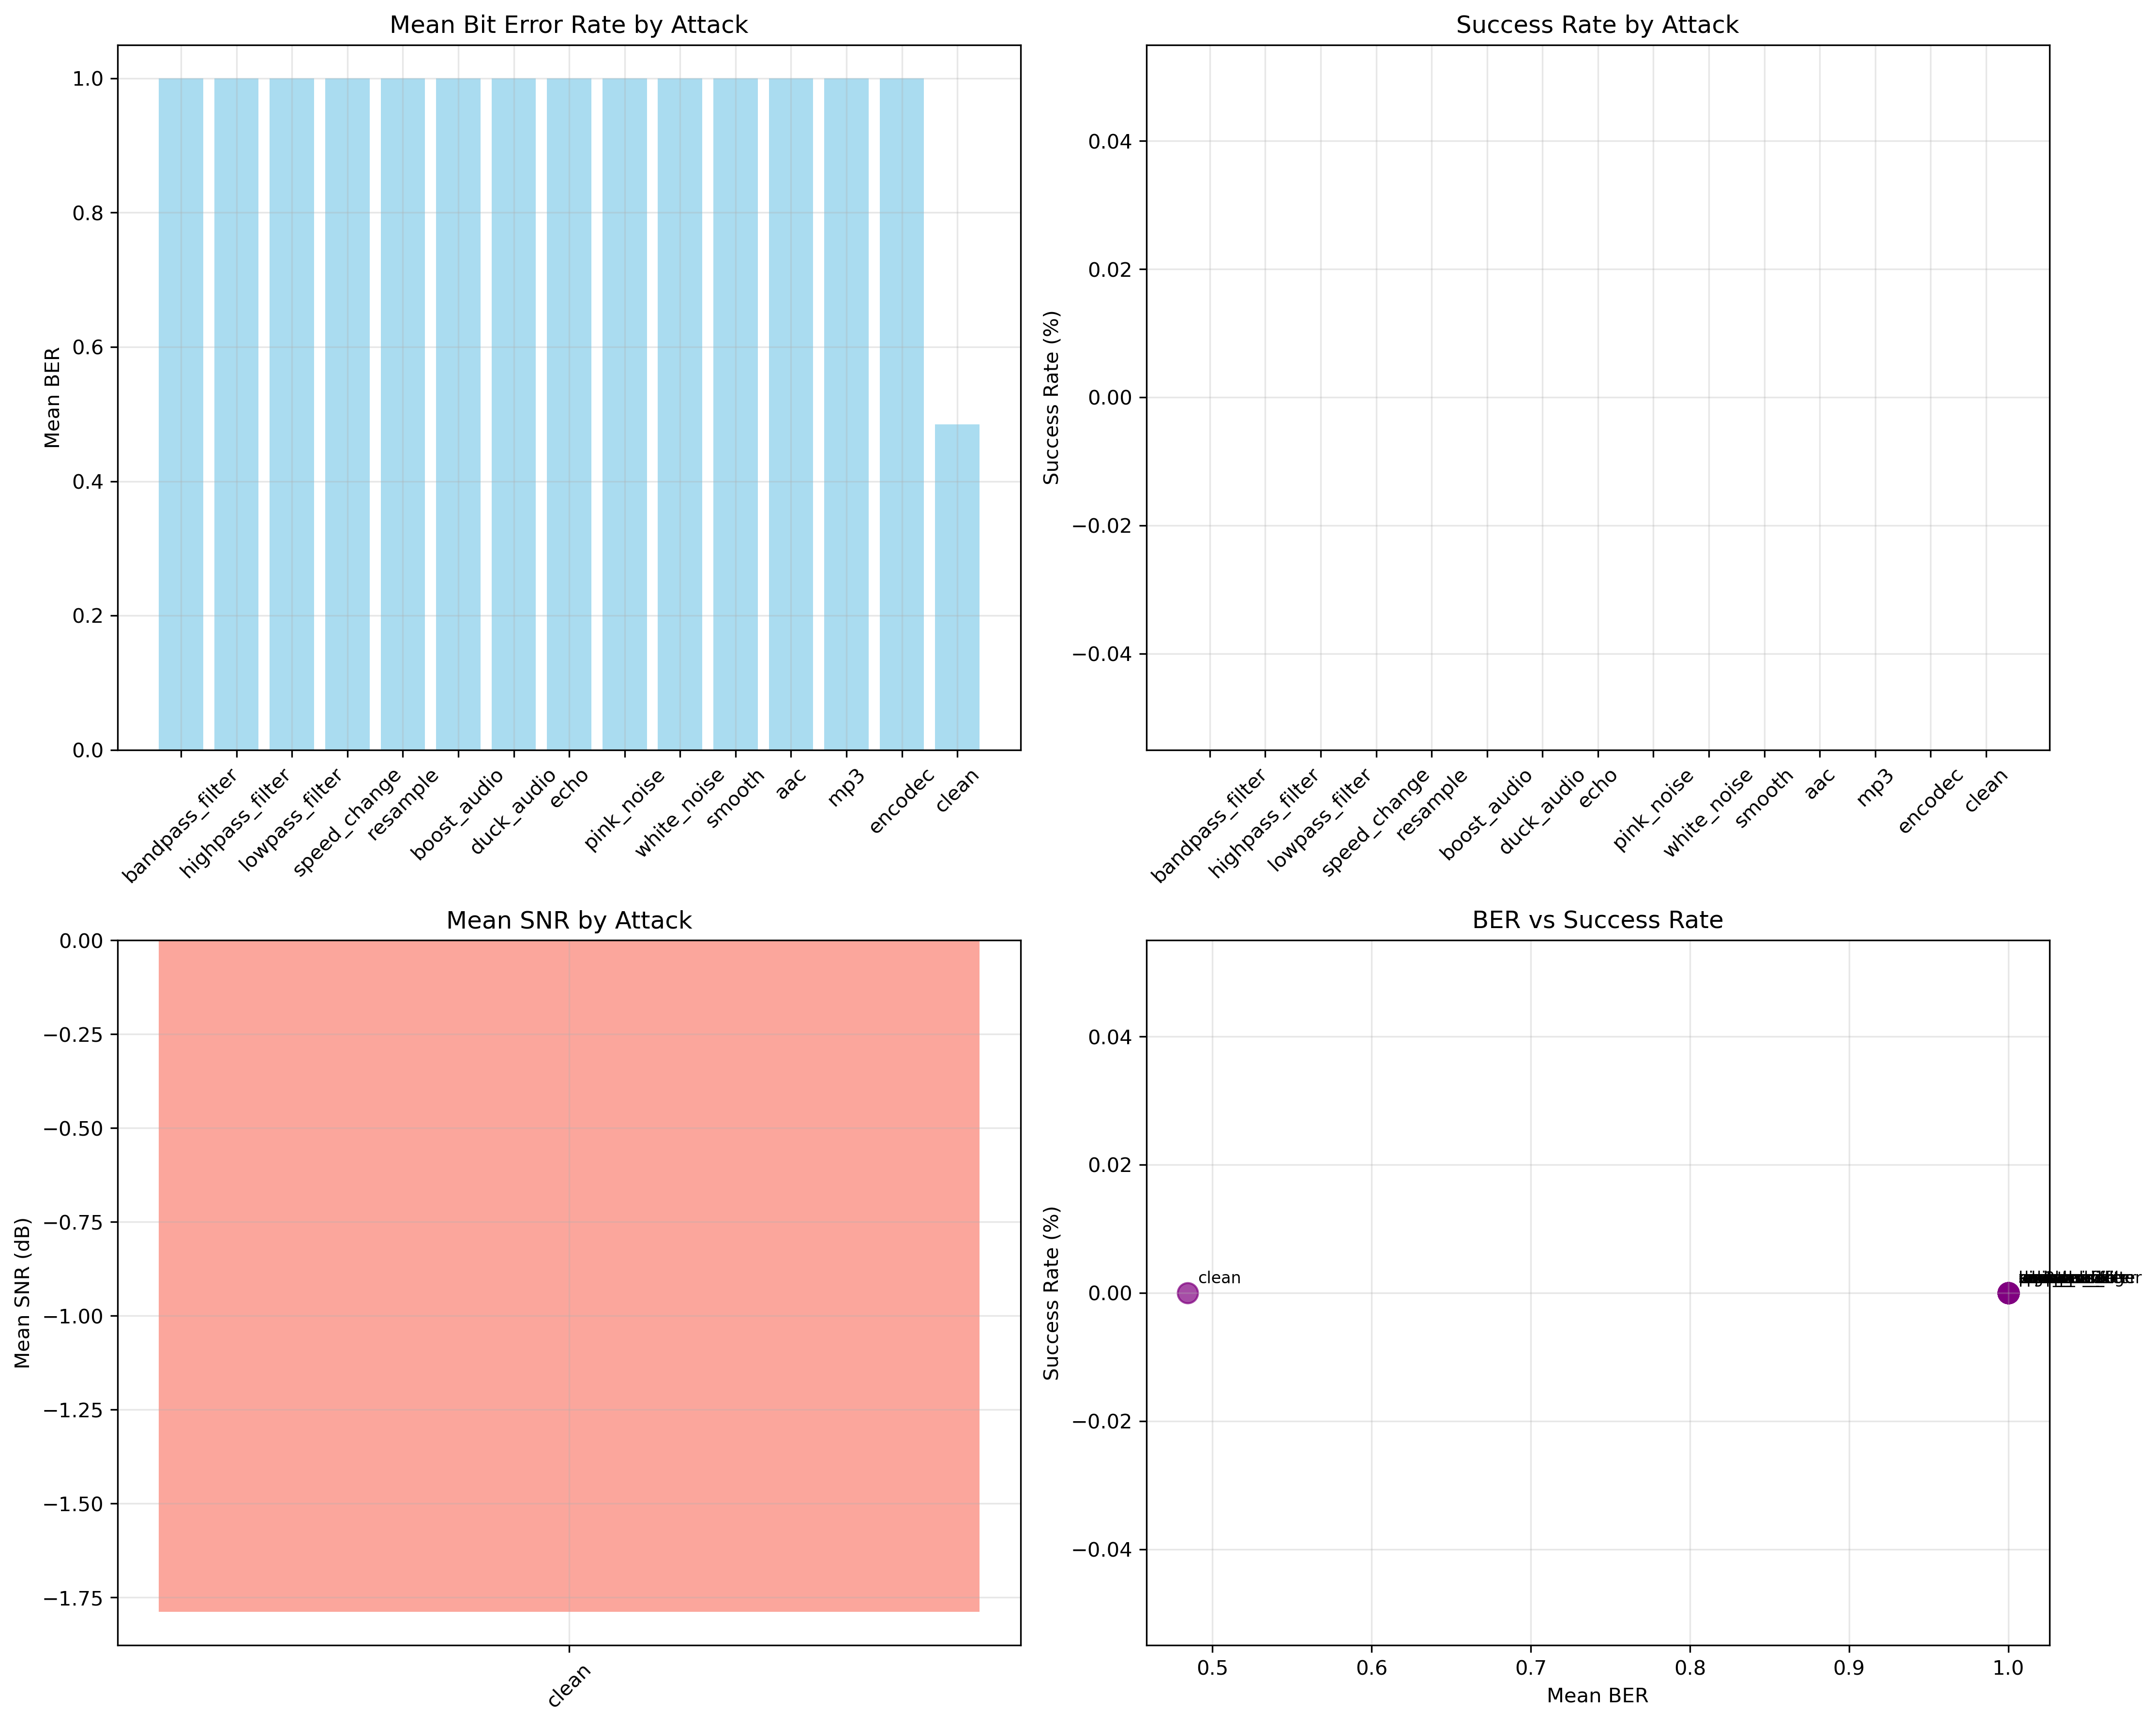 Mean Bit Error Rate by Attack
Mean BER
1.0
0.8
0.6
0.4
0.2
0.0
bandpass_filter
highpass_filter
lowpass_filter
speed_change
resample
boost_audio
duck_audio
echo
pink_noise
white_noise
smooth
aac
mp3
encodec
clean
Success Rate by Attack
Success Rate (%)
0.04
0.02
0.00
−0.02
−0.04
bandpass_filter
highpass_filter
lowpass_filter
speed_change
resample
boost_audio
duck_audio
echo
pink_noise
white_noise
smooth
aac
mp3
encodec
clean
Mean SNR by Attack
Mean SNR (dB)
0.00
−0.25
−0.50
−0.75
−1.00
−1.25
−1.50
−1.75
clean
BER vs Success Rate
Success Rate (%)
0.04
0.02
0.00
−0.02
−0.04
clean
0.5
0.6
0.7
0.8
0.9
1.0
Mean BER